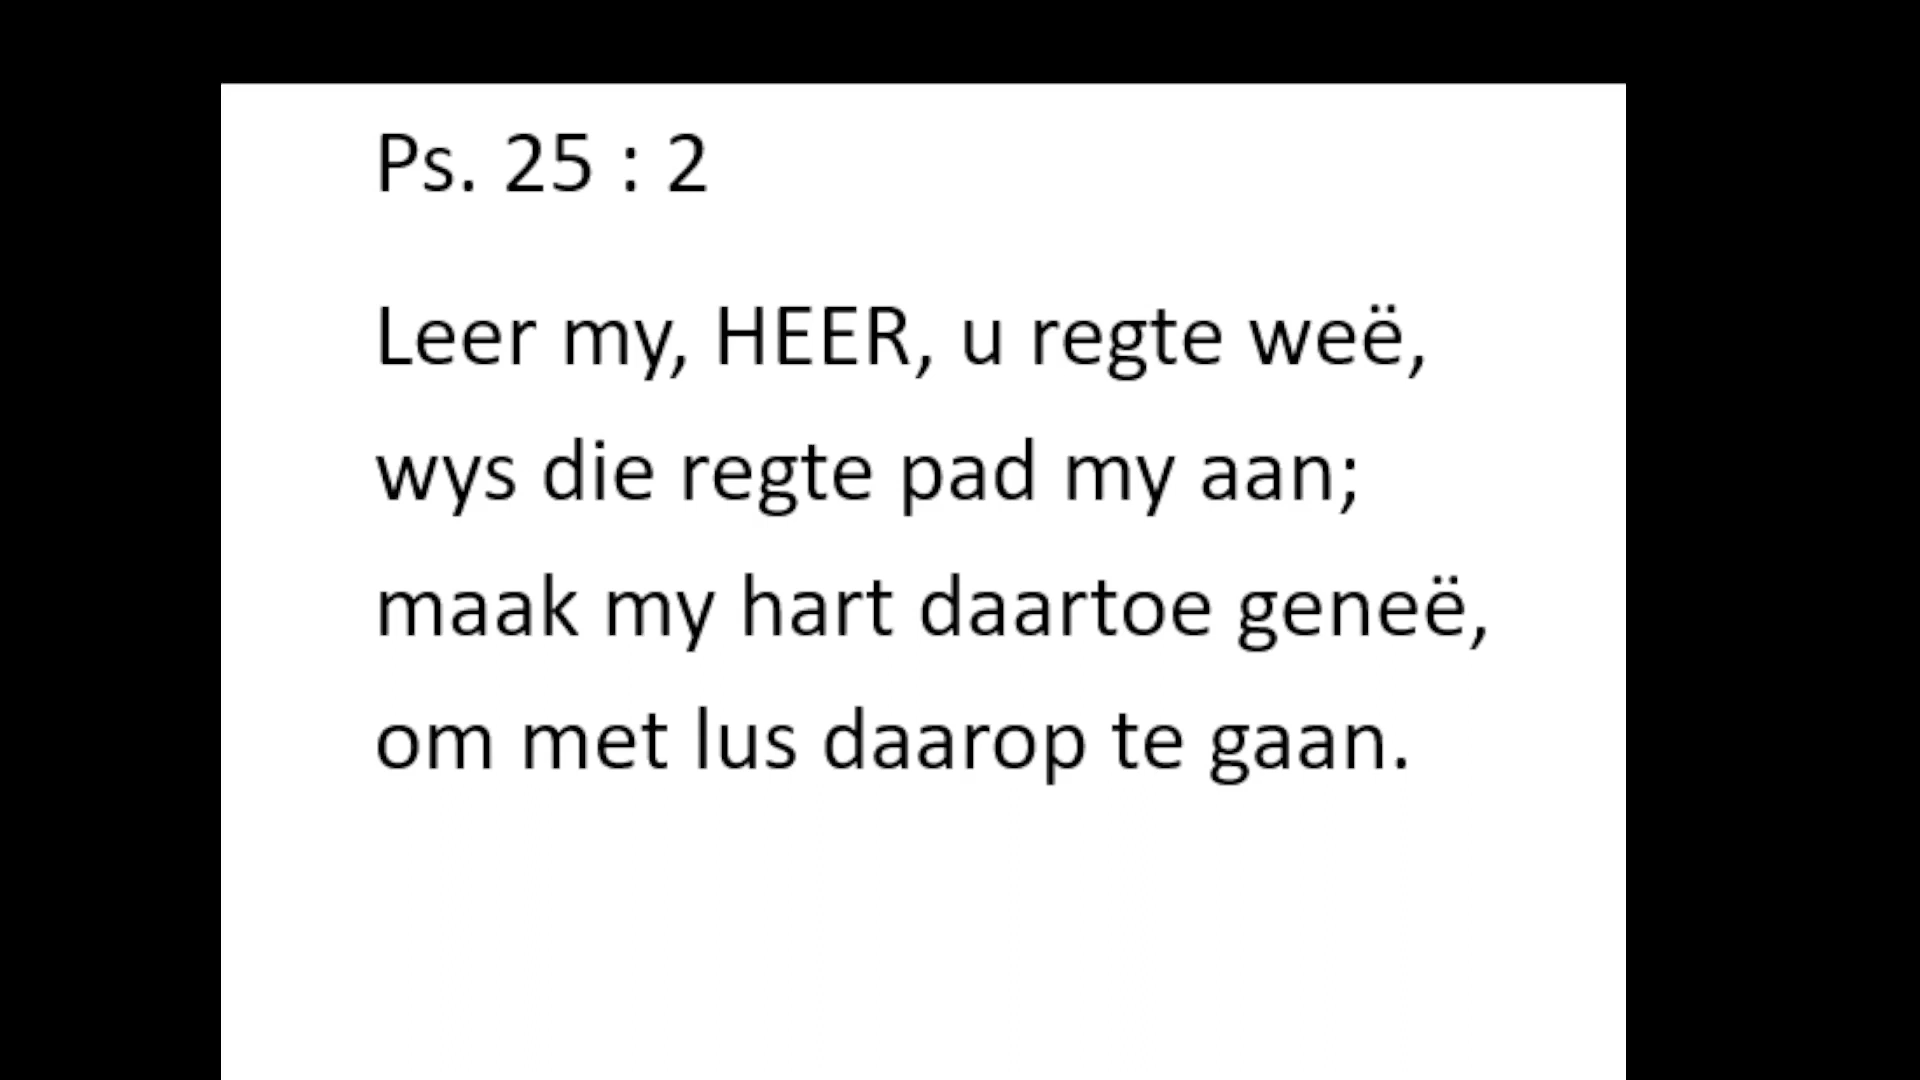 Ps. 25 : 2
Leer my, HEER, u regte weë,
wys die regte pad my aan;
maak my hart daartoe geneë,
om met lus daarop te gaan.